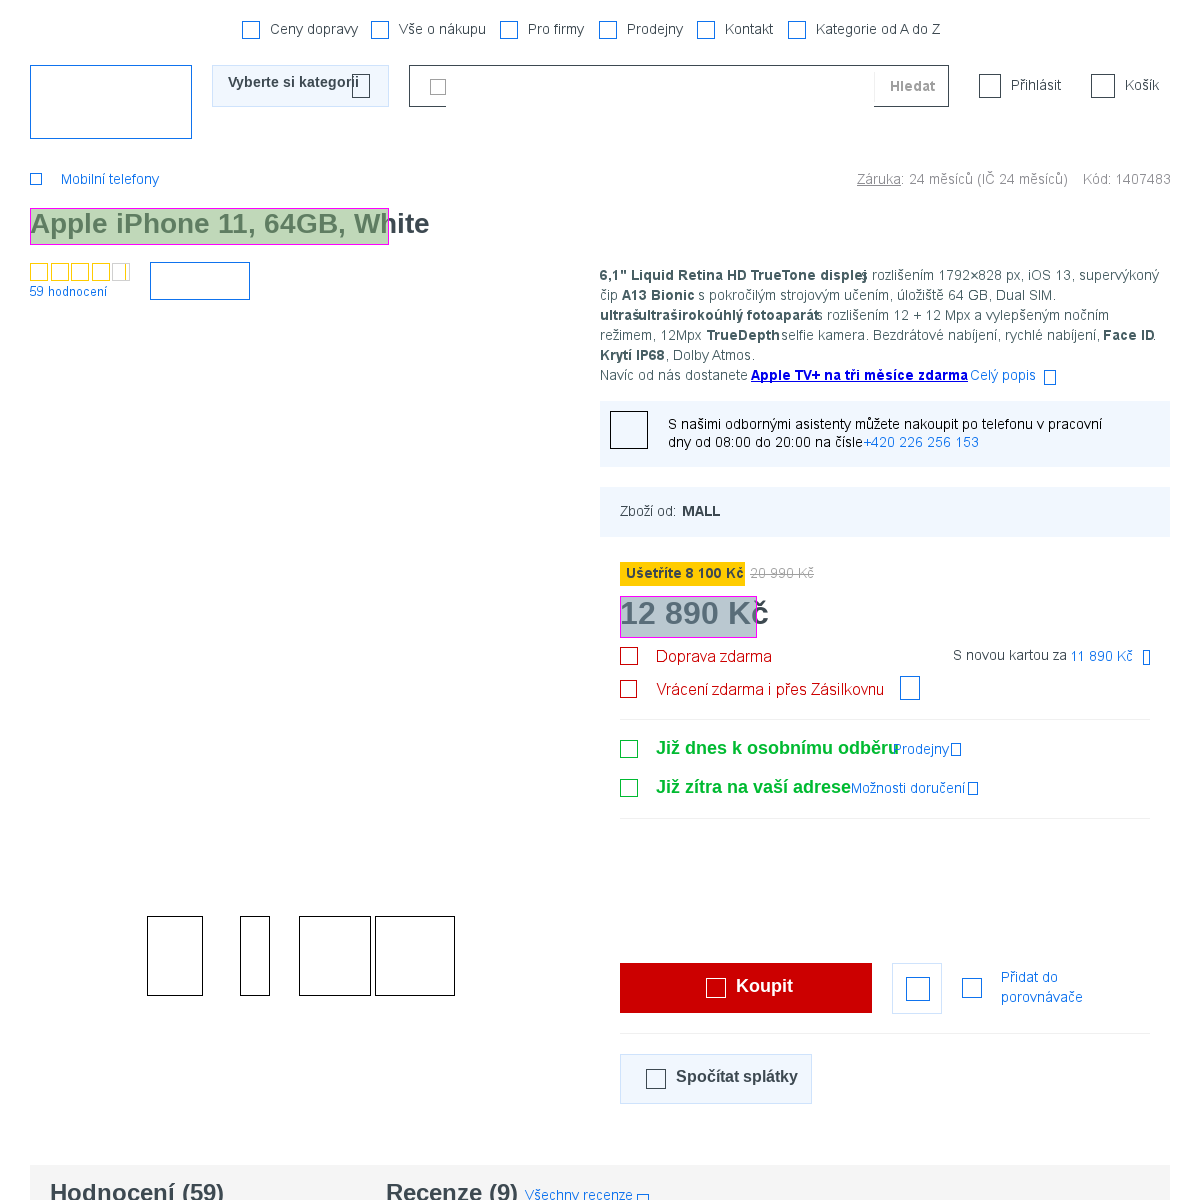 Ceny dopravy Vše o nákupu Pro firmy Prodejny Kontakt Kategorie od A do Z
Vyberte si kategorii Hledat Přihlásit Košík
Mobilní telefony Záruka: 24 měsíců (IČ 24 měsíců) Kód: 1407483
Apple iPhone 11, 64GB, White
59 hodnocení
6,1" Liquid Retina HD TrueTone displej s rozlišením 1792×828 px, iOS 13, supervýkoný
čip A13 Bionic s pokročilým strojovým učením, úložiště 64 GB, Dual SIM.
ultrašultraširokoúhlý fotoaparát s rozlišením 12 + 12 Mpx a vylepšeným nočním
režimem, 12Mpx TrueDepth selfie kamera. Bezdrátové nabíjení, rychlé nabíjení, Face ID.
Krytí IP68, Dolby Atmos.
Navíc od nás dostanete Apple TV+ na tři měsíce zdarma Celý popis
S našimi odbornými asistenty můžete nakoupit po telefonu v pracovní
dny od 08:00 do 20:00 na čísle +420 226 256 153
Zboží od: MALL
Ušetříte 8 100 Kč 20 990 Kč
12 890 Kč
Doprava zdarma S novou kartou za 11 890 Kč
Vrácení zdarma i přes Zásilkovnu
Již dnes k osobnímu odběru Prodejny
Již zítra na vaší adrese Možnosti doručení
Koupit Přidat do
porovnávače
Spočítat splátky
Hodnocení (59) Recenze (9) Všechny recenze